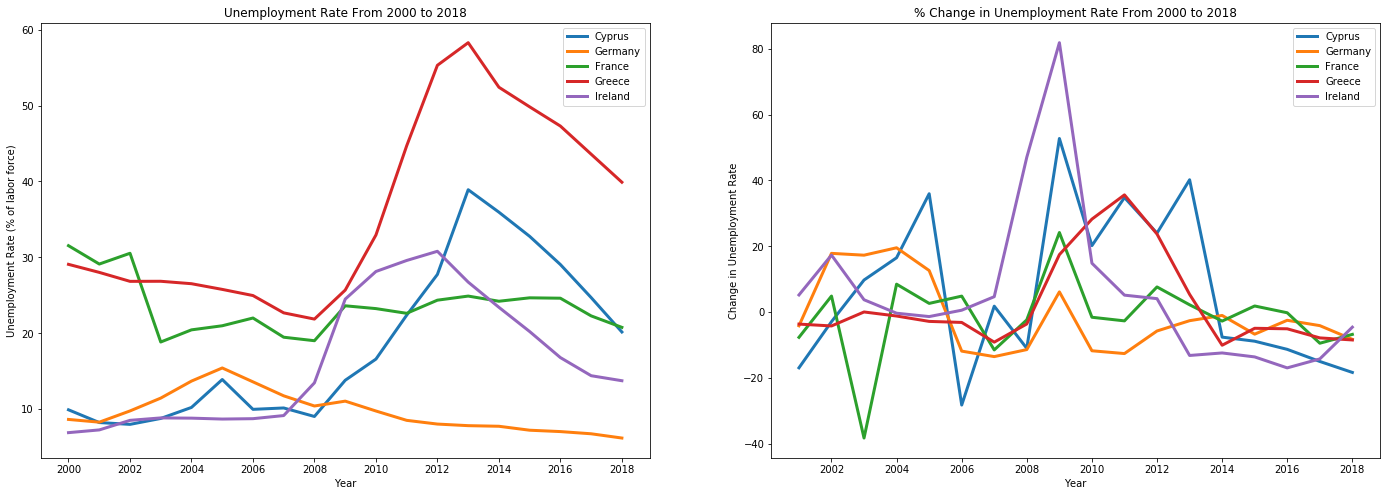 Unemployment Rate From 2000 to 2018
Unemployment Rate (% of labor force)
60
50
40
30
20
10
Cyprus
Germany
France
Greece
Ireland
2000 2002 2004 2006 2008 2010 2012 2014 2016 2018
Year
% Change in Unemployment Rate From 2000 to 2018
Change in Unemployment Rate
80
60
40
20
0
−20
−40
Cyprus
Germany
France
Greece
Ireland
2002 2004 2006 2008 2010 2012 2014 2016 2018
Year